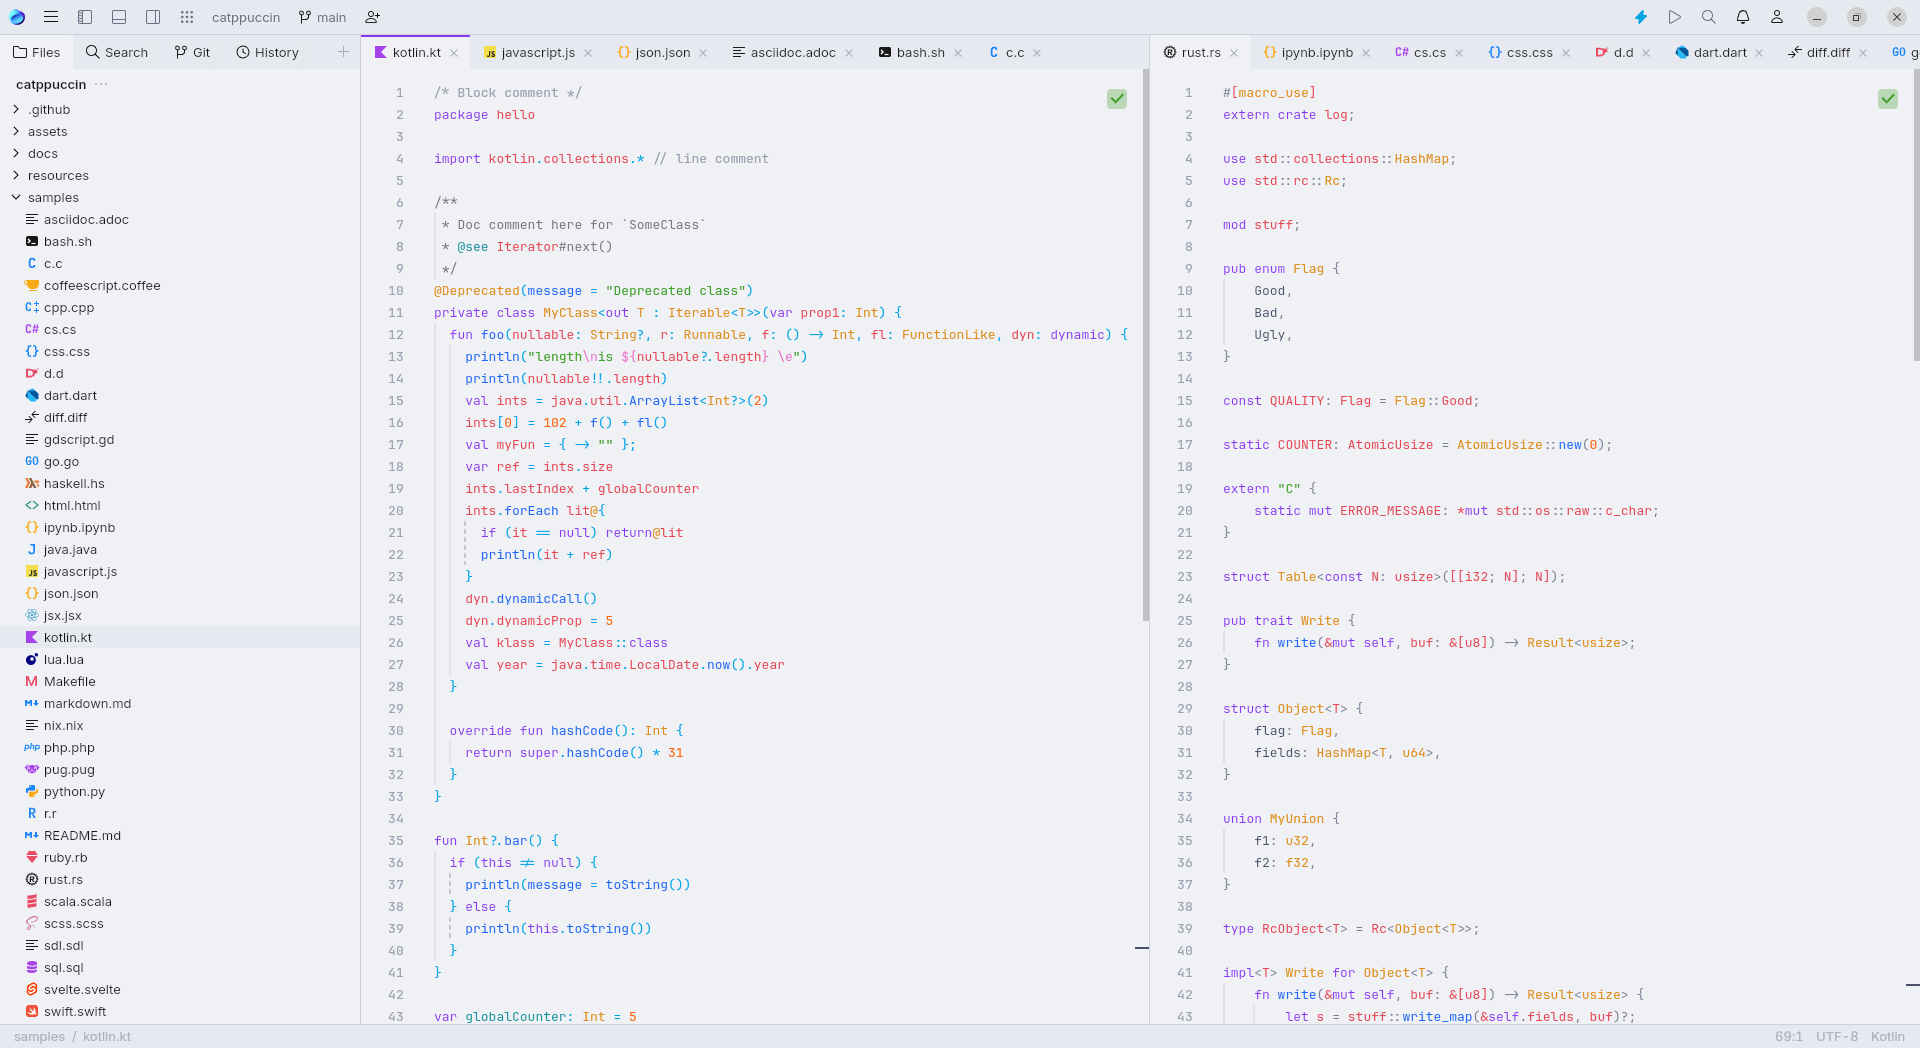 catppuccin main
Files Search Git History
catppuccin ...
.github
assets
docs
resources
samples
asciidoc.adoc
bash.sh
c.c
coffeescript.coffee
cpp.cpp
cs.cs
css.css
d.d
dart.dart
diff.diff
gdscript.gd
go.go
haskell.hs
html.html
ipynb.ipynb
java.java
javascript.js
json.json
jsx.jsx
kotlin.kt
lua.lua
Makefile
markdown.md
nix.nix
php.php
pug.pug
python.py
r.r
README.md
ruby.rb
rust.rs
scala.scala
scss.scss
sdl.sdl
sql.sql
svelte.svelte
swift.swift
kotlin.kt javascript.js json.json asciidoc.adoc bash.sh c.c
1 /* Block comment */
2 package hello
3
4 import kotlin.collections.* // line comment
5
6 /**
7 * Doc comment here for `SomeClass`
8 * @see Iterator#next()
9 */
10 @Deprecated(message = "Deprecated class")
11 private class MyClass<out T : Iterable<T>>(var prop1: Int) {
12 fun foo(nullable: String?, r: Runnable, f: () -> Int, fl: FunctionLike, dyn: dynamic) {
13 println("length\nis ${nullable?.length} \e")
14 println(nullable!!.length)
15 val ints = java.util.ArrayList<Int?>(2)
16 ints[0] = 102 + f() + fl()
17 val myFun = { -> "" };
18 var ref = ints.size
19 ints.lastIndex + globalCounter
20 ints.forEach lit@{
21 if (it == null) return@lit
22 println(it + ref)
23 }
24 dyn.dynamicCall()
25 dyn.dynamicProp = 5
26 val klass = MyClass::class
27 val year = java.time.LocalDate.now().year
28 }
29
30 override fun hashCode(): Int {
31 return super.hashCode() * 31
32 }
33 }
34
35 fun Int?.bar() {
36 if (this != null) {
37 println(message = toString())
38 } else {
39 println(this.toString())
40 }
41 }
42
43 var globalCounter: Int = 5
rust.rs ipynb.ipynb cs.cs css.css d.d dart.dart diff.diff g
1 #[macro_use]
2 extern crate log;
3
4 use std::collections::HashMap;
5 use std::rc::Rc;
6
7 mod stuff;
8
9 pub enum Flag {
10 Good,
11 Bad,
12 Ugly,
13 }
14
15 const QUALITY: Flag = Flag::Good;
16
17 static COUNTER: AtomicUsize = AtomicUsize::new(0);
18
19 extern "C" {
20 static mut ERROR_MESSAGE: *mut std::os::raw::c_char;
21 }
22
23 struct Table<const N: usize>([[i32; N]; N]);
24
25 pub trait Write {
26 fn write(&mut self, buf: &[u8]) -> Result<usize>;
27 }
28
29 struct Object<T> {
30 flag: Flag,
31 fields: HashMap<T, u64>,
32 }
33
34 union MyUnion {
35 f1: u32,
36 f2: f32,
37 }
38
39 type RcObject<T> = Rc<Object<T>>;
40
41 impl<T> Write for Object<T> {
42 fn write(&mut self, buf: &[u8]) -> Result<usize> {
43 let s = stuff::write_map(&self.fields, buf)?;
samples / kotlin.kt
69:1 UTF-8 Kotlin